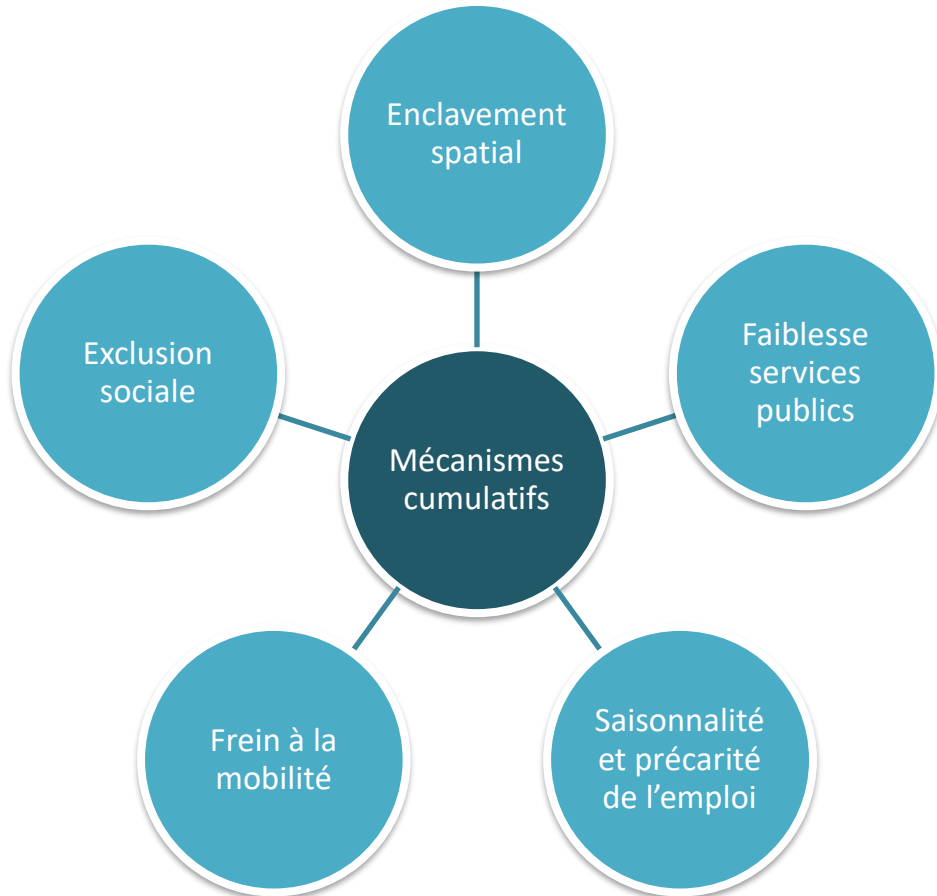 Enclavement
spatial
Faiblesse
services
publics
Saisonnalité
et précarité
de l’emploi
Frein à la
mobilité
Exclusion
sociale
Mécanismes
cumulatifs